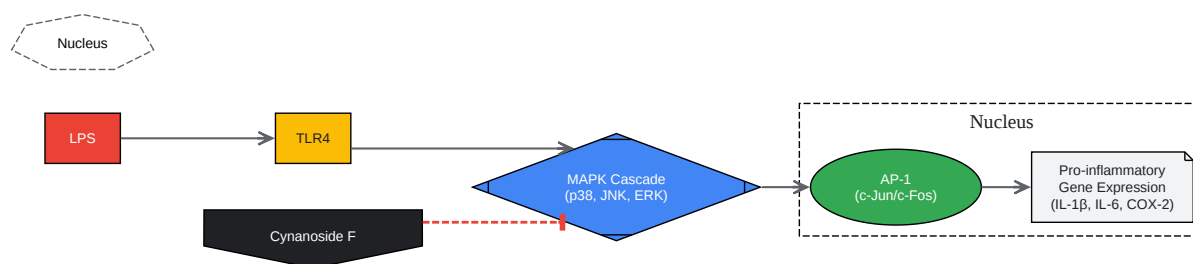 Nucleus
LPS
TLR4
MAPK Cascade
(p38, JNK, ERK)
Cynanoside F
Nucleus
AP-1
(c-Jun/c-Fos)
Pro-inflammatory
Gene Expression
(IL-1β, IL-6, COX-2)